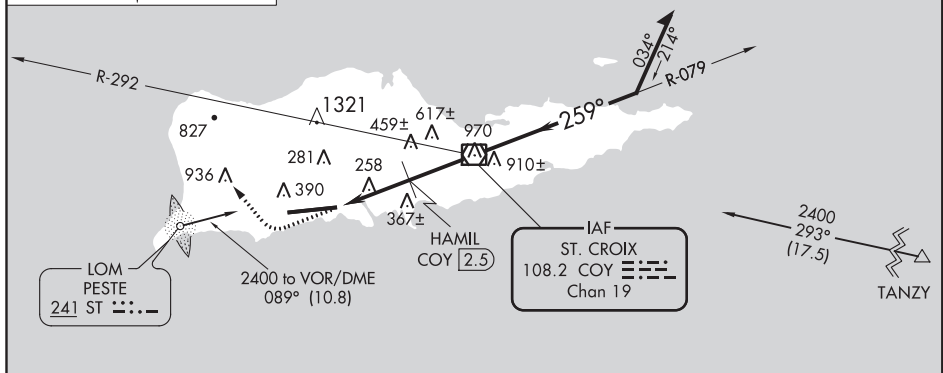 R-292
034°
214°
R-079
1321
827
459±
617±
970
259°
281
258
910±
936
390
367±
HAMIL
COY 2.5
IAF
ST. CROIX
108.2 COY
Chan 19
2400
293°
(17.5)
TANZY
LOM
PESTE
241 ST
2400 to VOR/DME
089° (10.8)